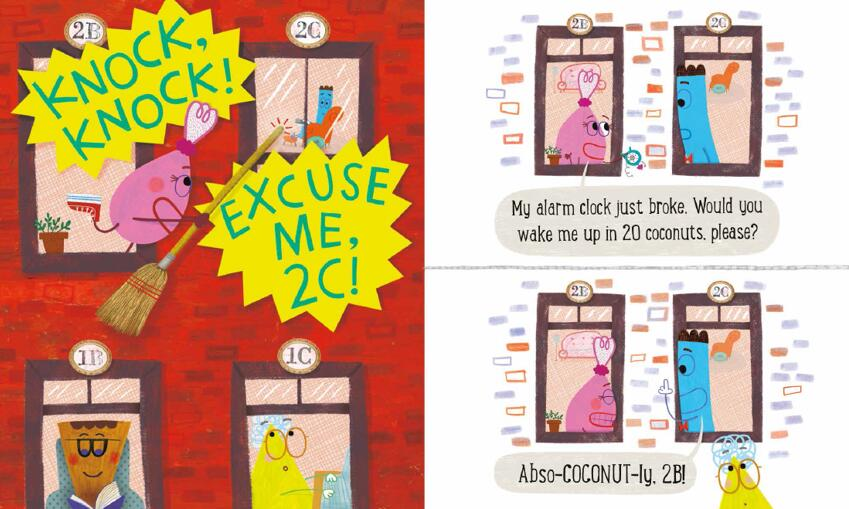 2B
2C
KNOCK,
KNOCK!
EXCUSE
ME,
2C!
1B
1C
2B
2C
My alarm clock just broke. Would you
wake me up in 20 coconuts, please?
2B
2C
Abso-COCONUT-ly, 2B!